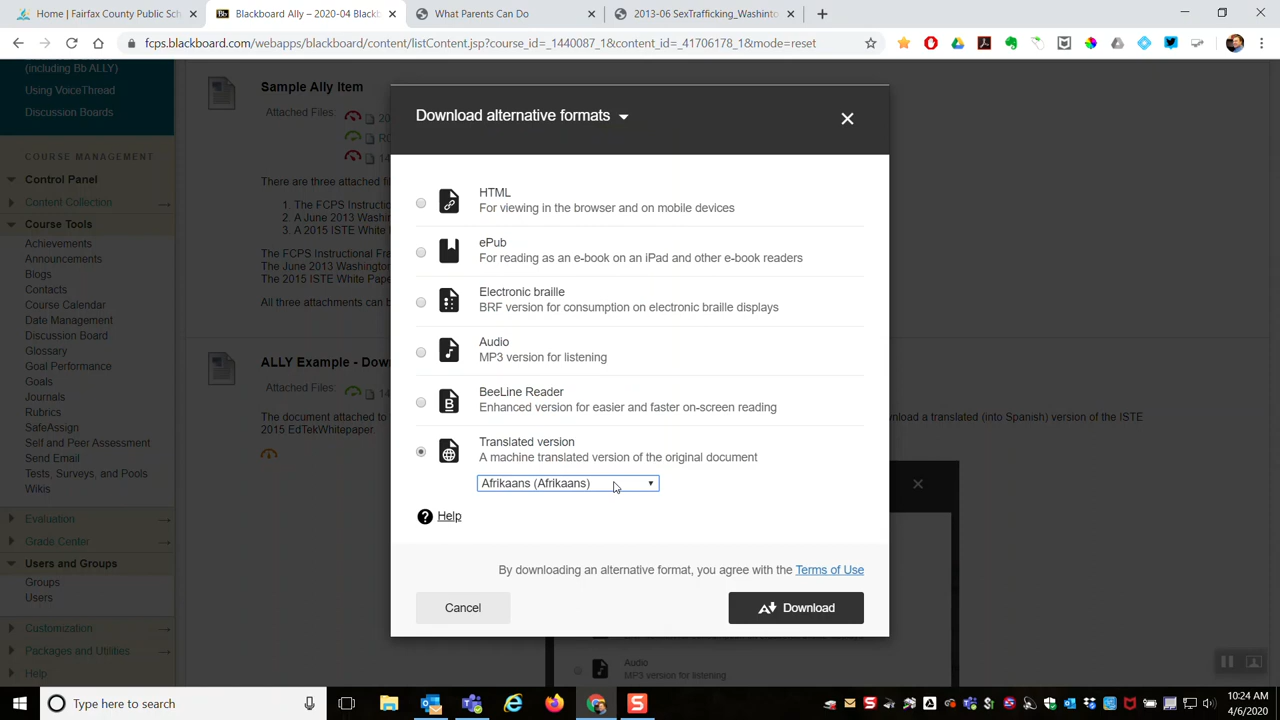 Home | Fairfax County Public Sch
Blackboard Ally – 2020-04 Blackb
What Parents Can Do
2013-06 SexTrafficking_Washinto
fcps.blackboard.com/webapps/blackboard/content/listContent.jsp?course_id=_1440087_1&content_id=_41706178_1&mode=reset
(including Bb ALLY)
Using VoiceThread
Discussion Boards
COURSE MANAGEMENT
Control Panel
Content Collection
Course Tools
Achievements
Announcements
Blogs
Contacts
Course Calendar
Date Management
Discussion Board
Glossary
Goal Performance
Goals
Journals
Rubrics
SafeAssign
Self and Peer Assessment
Send Email
Tests, Surveys, and Pools
Wikis
Evaluation
Grade Center
Users and Groups
Groups
Users
Customization
Packages and Utilities
Help
Sample Ally Item
Attached Files:
20
RO
14
There are three attached fi
1. The FCPS Instructional
2. A June 2013 Washington
3. A 2015 ISTE White
The FCPS Instructional Fra
The June 2013 Washington
The 2015 ISTE White Paper
All three attachments can b
ALLY Example - Dow
Attached Files:
14
The document attached to
wnload a translated (into Spanish) version of the ISTE
2015 EdTekWhitepaper.
Download alternative formats
HTML
For viewing in the browser and on mobile devices
ePub
For reading as an e-book on an iPad and other e-book readers
Electronic braille
BRF version for consumption on electronic braille displays
Audio
MP3 version for listening
BeeLine Reader
Enhanced version for easier and faster on-screen reading
Translated version
A machine translated version of the original document
Afrikaans (Afrikaans)
Help
By downloading an alternative format, you agree with the Terms of Use
Cancel
Download
Audio
MP3 version for listening
Type here to search
10:24 AM
4/6/2020